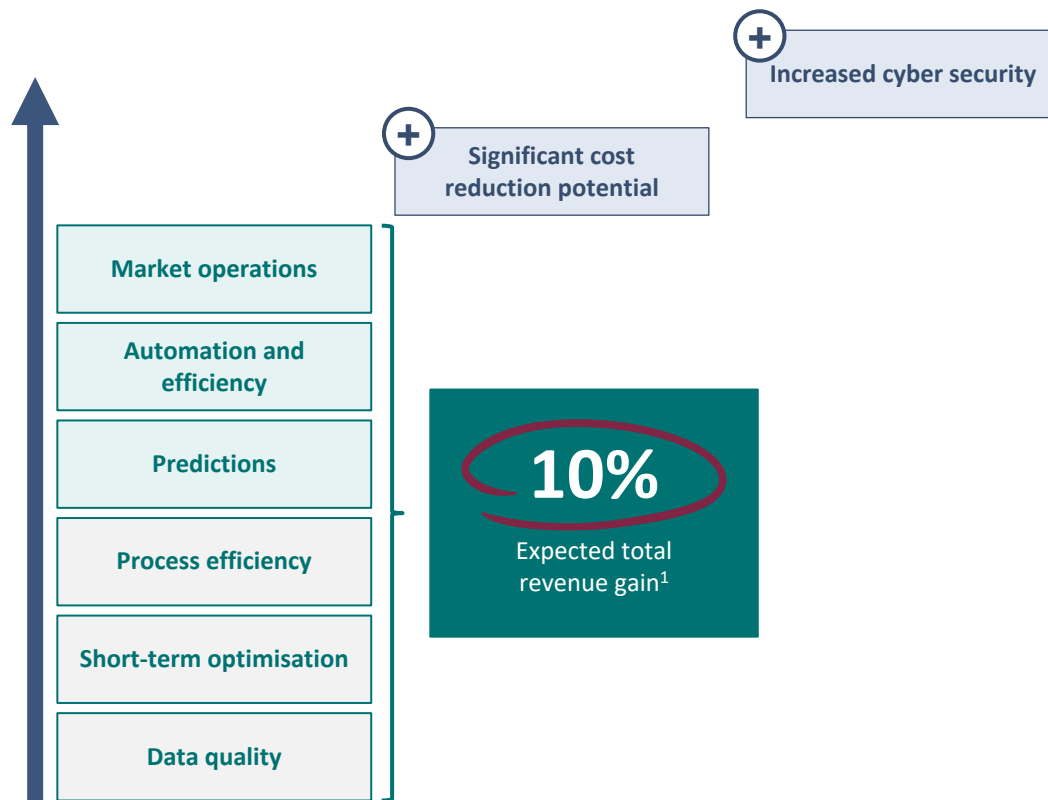 +
Increased cyber security
+
Significant cost
reduction potential
Market operations
Automation and
efficiency
Predictions
Process efficiency
Short-term optimisation
Data quality
10%
Expected total
revenue gain¹